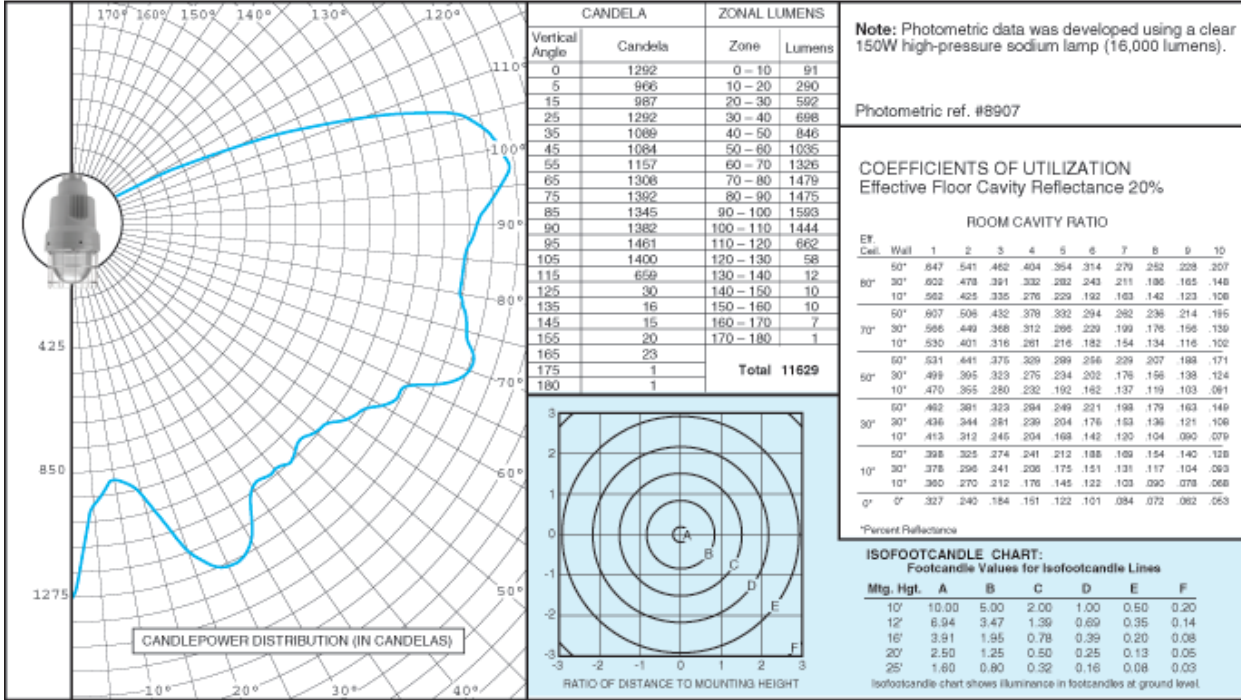 170° 160° 150° 140° 130° 120°
110°
100°
90°
80°
70°
60°
50°
10° 20° 30° 40°
425
850
1275
CANDLEPOWER DISTRIBUTION (IN CANDELAS)
CANDELA ZONAL LUMENS
Vertical Angle Candela Zone Lumens
0 1292 0 – 10 91
5 966 10 – 20 290
15 987 20 – 30 592
25 1292 30 – 40 698
35 1089 40 – 50 846
45 1084 50 – 60 1035
55 1157 60 – 70 1326
65 1308 70 – 80 1479
75 1392 80 – 90 1475
85 1345 90 – 100 1593
90 1382 100 – 110 1444
95 1461 110 – 120 662
105 1400 120 – 130 58
115 659 130 – 140 12
125 30 140 – 150 10
135 16 150 – 160 10
145 15 160 – 170 7
155 20 170 – 180 1
165 23
175 1 Total 11629
180 1
3
2
1
0
-1
-2
-3
A
B
C
D
E
F
-3 -2 -1 0 1 2 3
RATIO OF DISTANCE TO MOUNTING HEIGHT
Note: Photometric data was developed using a clear
150W high-pressure sodium lamp (16,000 lumens).
Photometric ref. #8907
COEFFICIENTS OF UTILIZATION
Effective Floor Cavity Reflectance 20%
ROOM CAVITY RATIO
Eff.
Ceil. Wall 1 2 3 4 5 6 7 8 9 10
50* .647 .541 .462 .404 .354 .314 .279 .252 .228 .207
80* 30* .602 .478 .391 .332 .282 .243 .211 .186 .165 .148
10* .562 .425 .335 .276 .229 .192 .163 .142 .123 .108
50* .607 .506 .432 .378 .332 .294 .262 .236 .214 .195
70* 30* .566 .449 .368 .312 .266 .229 .199 .176 .156 .139
10* .530 .401 .316 .261 .216 .182 .154 .134 .116 .102
50* .531 .441 .375 .329 .289 .256 .229 .207 .188 .171
50* 30* .499 .395 .323 .275 .234 .202 .176 .156 .138 .124
10* .470 .355 .280 .232 .192 .162 .137 .119 .103 .091
50* .462 .381 .323 .284 .249 .221 .198 .179 .163 .149
30* 30* .436 .344 .281 .239 .204 .176 .153 .136 .121 .108
10* .413 .312 .245 .204 .168 .142 .120 .104 .090 .079
50* .398 .325 .274 .241 .212 .188 .169 .154 .140 .128
10* 30* .378 .296 .241 .206 .175 .151 .131 .117 .104 .093
10* .360 .270 .212 .176 .145 .122 .103 .090 .078 .068
0* 0* .327 .240 .184 .151 .122 .101 .084 .072 .062 .053
*Percent Reflectance
ISOFOOTCANDLE CHART:
Footcandle Values for Isofootcandle Lines
Mtg. Hgt. A B C D E F
10' 10.00 5.00 2.00 1.00 0.50 0.20
12' 6.94 3.47 1.39 0.69 0.35 0.14
16' 3.91 1.95 0.78 0.39 0.20 0.08
20' 2.50 1.25 0.50 0.25 0.13 0.05
25' 1.60 0.80 0.32 0.16 0.08 0.03
Isofootcandle chart shows illuminance in footcandles at ground level.